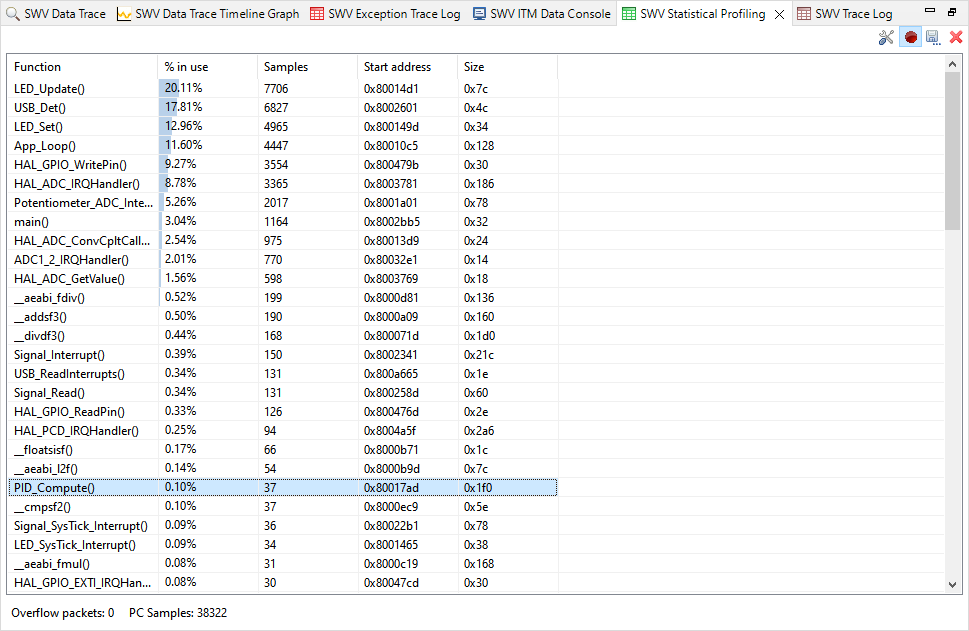 SWV Data Trace SWV Data Trace Timeline Graph SWV Exception Trace Log SWV ITM Data Console SWV Statistical Profiling SWV Trace Log
Function % in use Samples Start address Size
LED_Update() 20.11% 7706 0x80014d1 0x7c
USB_Det() 17.81% 6827 0x8002601 0x4c
LED_Set() 12.96% 4965 0x800149d 0x34
App_Loop() 11.60% 4447 0x80010c5 0x128
HAL_GPIO_WritePin() 9.27% 3554 0x800479b 0x30
HAL_ADC_IRQHandler() 8.78% 3365 0x8003781 0x186
Potentiometer_ADC_Inte... 5.26% 2017 0x8001a01 0x78
main() 3.04% 1164 0x8002bb5 0x32
HAL_ADC_ConvCpltCall... 2.54% 975 0x80013d9 0x24
ADC1_2_IRQHandler() 2.01% 770 0x80032e1 0x14
HAL_ADC_GetValue() 1.56% 598 0x8003769 0x18
__aeabi_fdiv() 0.52% 199 0x8000d81 0x136
__addsf3() 0.50% 190 0x8000a09 0x160
__divdf3() 0.44% 168 0x800071d 0x1d0
Signal_Interrupt() 0.39% 150 0x8002341 0x21c
USB_ReadInterrupts() 0.34% 131 0x800a665 0x1e
Signal_Read() 0.34% 131 0x800258d 0x60
HAL_GPIO_ReadPin() 0.33% 126 0x800476d 0x2e
HAL_PCD_IRQHandler() 0.25% 94 0x8004a5f 0x2a6
__floatsisf() 0.17% 66 0x8000b71 0x1c
__aeabi_l2f() 0.14% 54 0x8000b9d 0x7c
PID_Compute() 0.10% 37 0x80017ad 0x1f0
__cmpsf2() 0.10% 37 0x8000ec9 0x5e
Signal_SysTick_Interrupt() 0.09% 36 0x80022b1 0x78
LED_SysTick_Interrupt() 0.09% 34 0x8001465 0x38
__aeabi_fmul() 0.08% 31 0x8000c19 0x168
HAL_GPIO_EXTI_IRQHan... 0.08% 30 0x80047cd 0x30
Overflow packets: 0 PC Samples: 38322